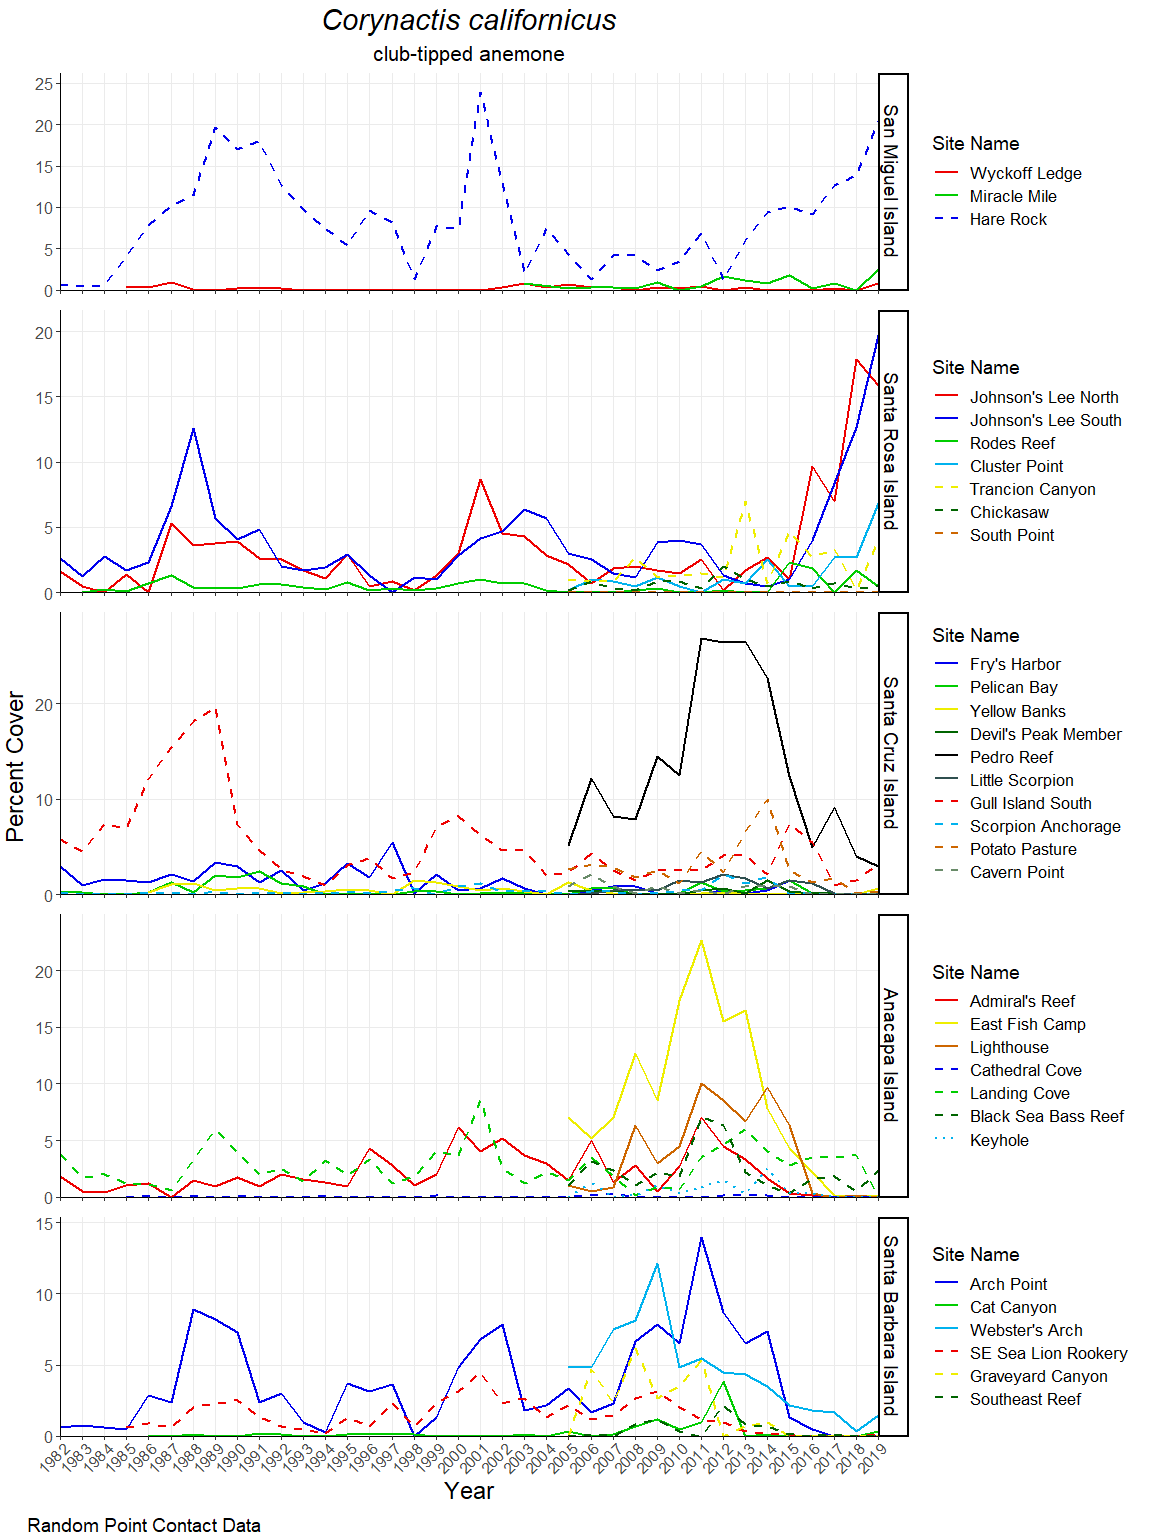 Corynactis californicus
club-tipped anemone
Percent Cover
25
20
15
10
5
0
San Miguel Island
Site Name
Wyckoff Ledge
Miracle Mile
Hare Rock
20
15
10
5
0
Santa Rosa Island
Site Name
Johnson's Lee North
Johnson's Lee South
Rodes Reef
Cluster Point
Trancion Canyon
Chickasaw
South Point
20
10
0
Santa Cruz Island
Site Name
Fry's Harbor
Pelican Bay
Yellow Banks
Devil's Peak Member
Pedro Reef
Little Scorpion
Gull Island South
Scorpion Anchorage
Potato Pasture
Cavern Point
20
15
10
5
0
Anacapa Island
Site Name
Admiral's Reef
East Fish Camp
Lighthouse
Cathedral Cove
Landing Cove
Black Sea Bass Reef
Keyhole
15
10
5
0
Santa Barbara Island
Site Name
Arch Point
Cat Canyon
Webster's Arch
SE Sea Lion Rookery
Graveyard Canyon
Southeast Reef
1982 1983 1984 1985 1986 1987 1988 1989 1990 1991 1992 1993 1994 1995 1996 1997 1998 1999 2000 2001 2002 2003 2004 2005 2006 2007 2008 2009 2010 2011 2012 2013 2014 2015 2016 2017 2018 2019
Year
Random Point Contact Data